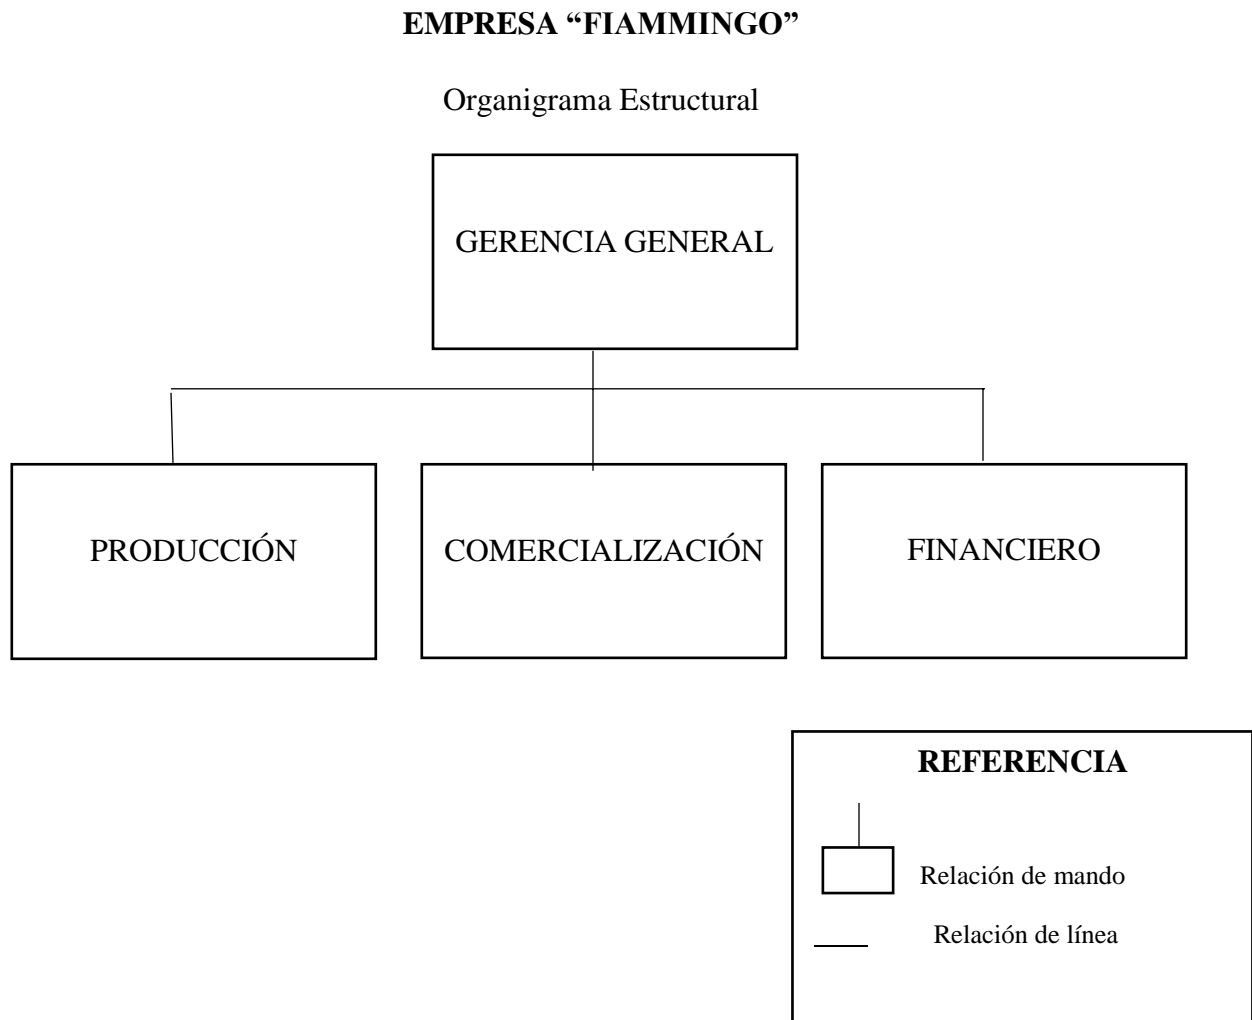 EMPRESA “FIAMMINGO”
Organigrama Estructural
GERENCIA GENERAL
PRODUCCIÓN
COMERCIALIZACIÓN
FINANCIERO
REFERENCIA
Relación de mando
Relación de línea